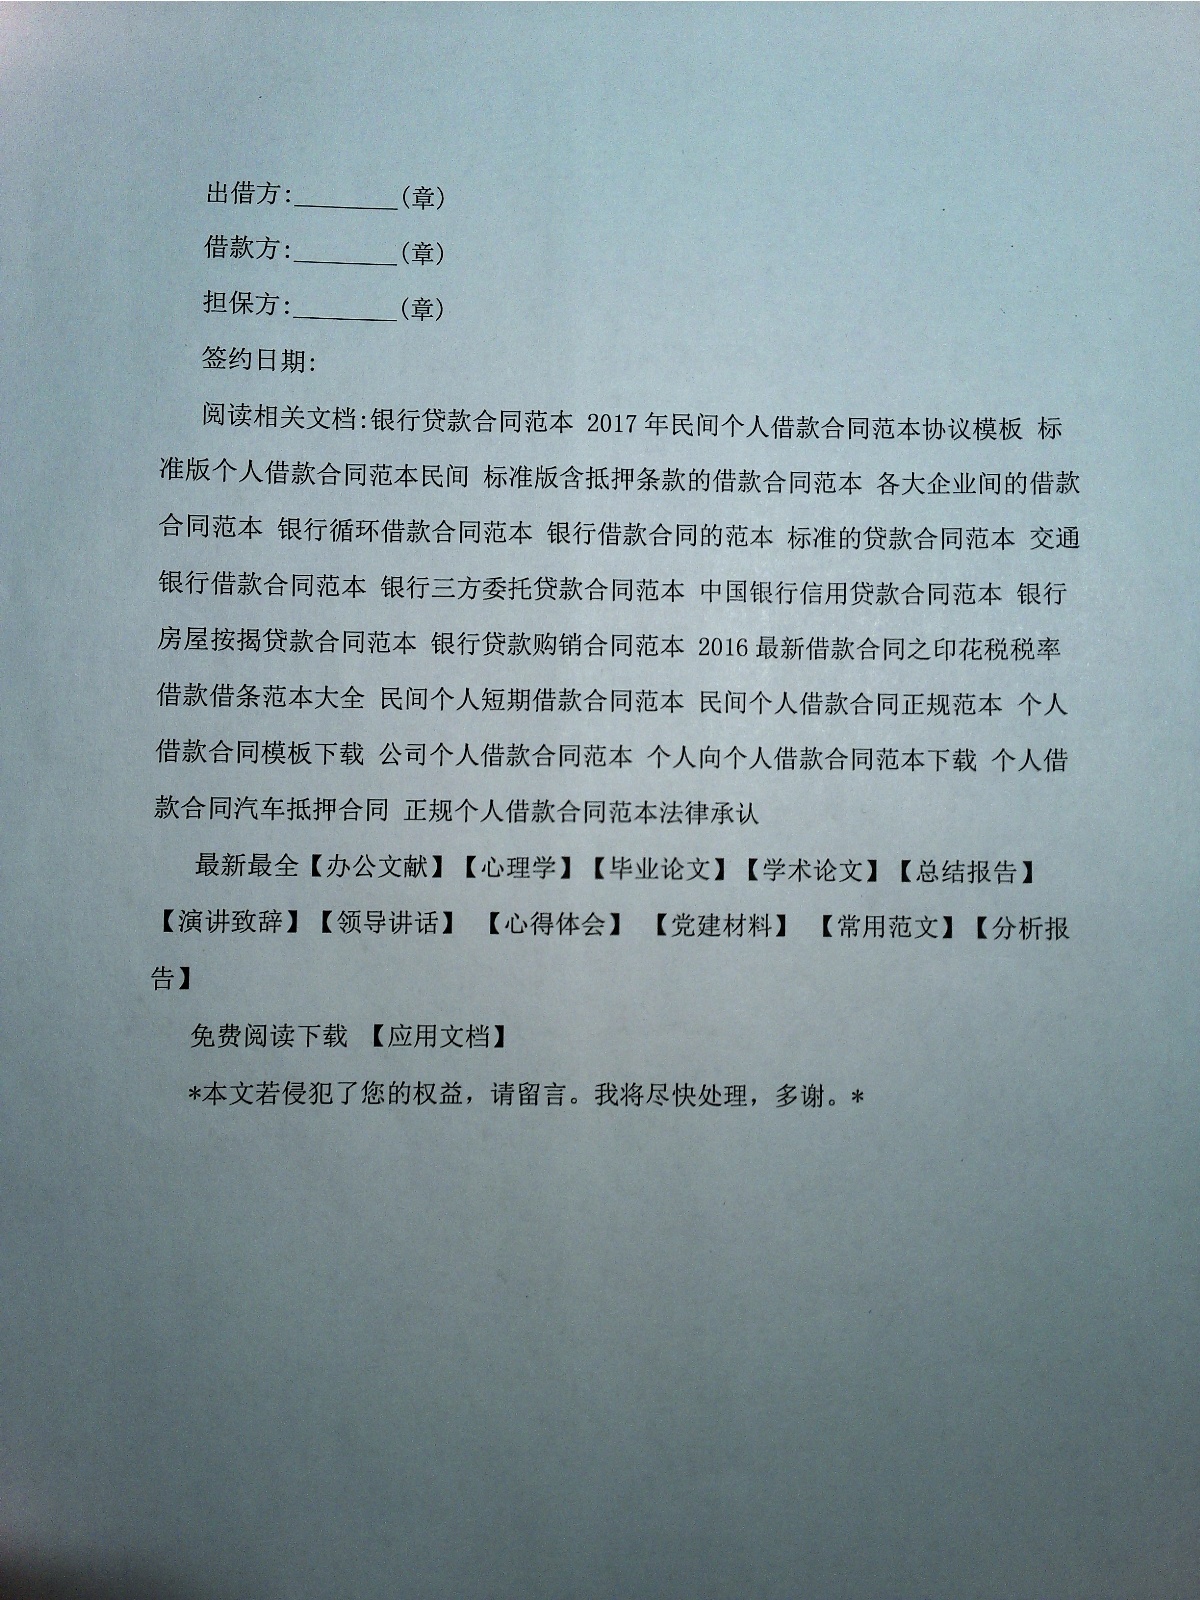 出借方:________(章)
借款方:________(章)
担保方:________(章)
签约日期:
阅读相关文档:银行贷款合同范本 2017年民间个人借款合同范本协议模板 标
准版个人借款合同范本民间 标准版含抵押条款的借款合同范本 各大企业间的借款
合同范本 银行循环借款合同范本 银行借款合同的范本 标准的贷款合同范本 交通
银行借款合同范本 银行三方委托贷款合同范本 中国银行信用贷款合同范本 银行
房屋按揭贷款合同范本 银行贷款购销合同范本 2016最新借款合同之印花税税率
借款借条范本大全 民间个人短期借款合同范本 民间个人借款合同正规范本 个人
借款合同模板下载 公司个人借款合同范本 个人向个人借款合同范本下载 个人借
款合同汽车抵押合同 正规个人借款合同范本法律承认
最新最全【办公文献】【心理学】【毕业论文】【学术论文】【总结报告】
【演讲致辞】【领导讲话】 【心得体会】 【党建材料】 【常用范文】【分析报
告】
免费阅读下载 【应用文档】
*本文若侵犯了您的权益，请留言。我将尽快处理，多谢。*